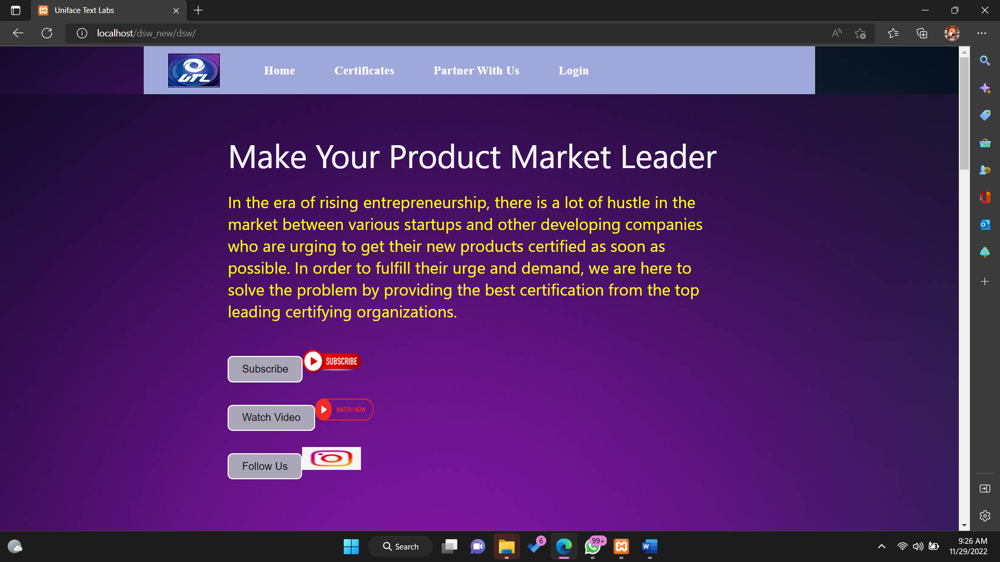 Uniface Text Labs
localhost/dsw_new/dsw/
UTL
Home Certificates Partner With Us Login
Make Your Product Market Leader
In the era of rising entrepreneurship, there is a lot of hustle in the
market between various startups and other developing companies
who are urging to get their new products certified as soon as
possible. In order to fulfill their urge and demand, we are here to
solve the problem by providing the best certification from the top
leading certifying organizations.
Subscribe SUBSCRIBE
Watch Video WATCH NOW
Follow Us
Search
6
99+
W
9:26 AM
11/29/2022